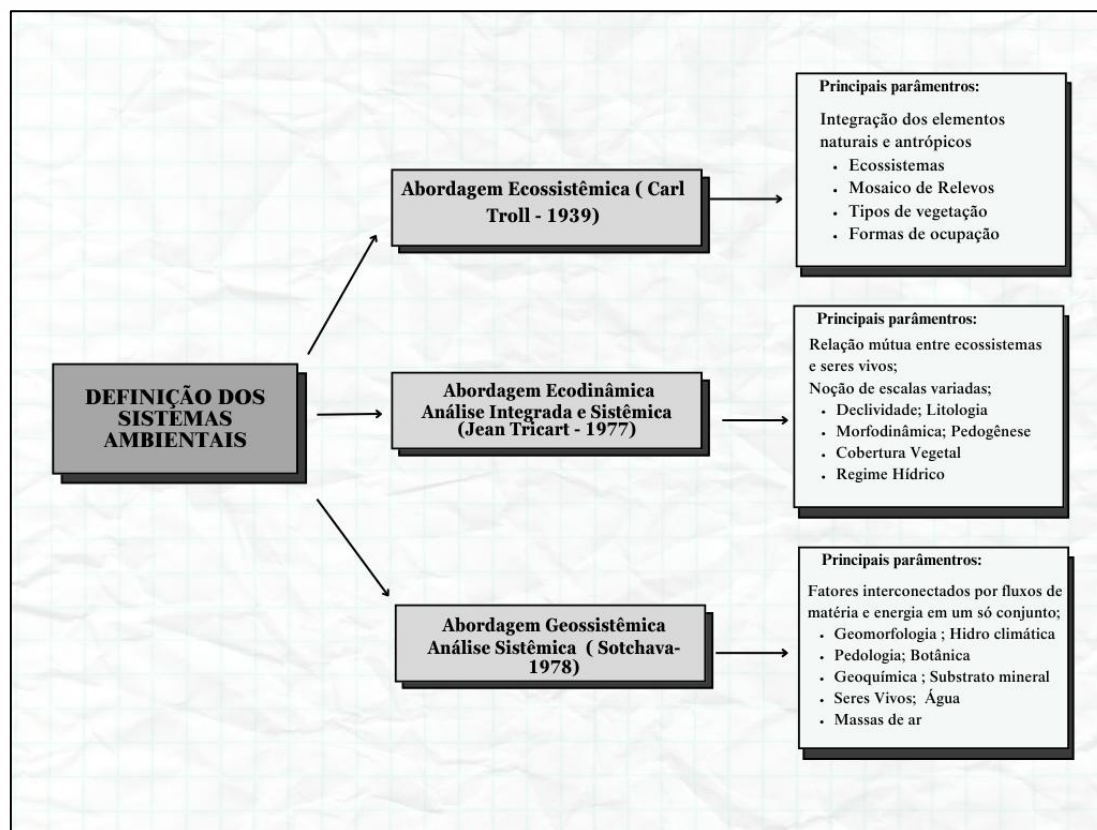 DEFINIÇÃO DOS
SISTEMAS
AMBIENTAIS
Abordagem Ecossistêmica ( Carl
Troll - 1939)
Principais parâmentros:
Integração dos elementos
naturais e antrópicos
• Ecossistemas
• Mosaico de Relevos
• Tipos de vegetação
• Formas de ocupação
Abordagem Ecodinâmica
Análise Integrada e Sistêmica
(Jean Tricart - 1977)
Principais parâmentros:
Relação mútua entre ecossistemas
e seres vivos;
Noção de escalas variadas;
• Declividade; Litologia
• Morfodinâmica; Pedogênese
• Cobertura Vegetal
• Regime Hídrico
Abordagem Geossistêmica
Análise Sistêmica ( Sotchava-
1978)
Principais parâmentros:
Fatores interconectados por fluxos de
matéria e energia em um só conjunto;
• Geomorfologia ; Hidro climática
• Pedologia; Botânica
• Geoquímica ; Substrato mineral
• Seres Vivos; Água
• Massas de ar